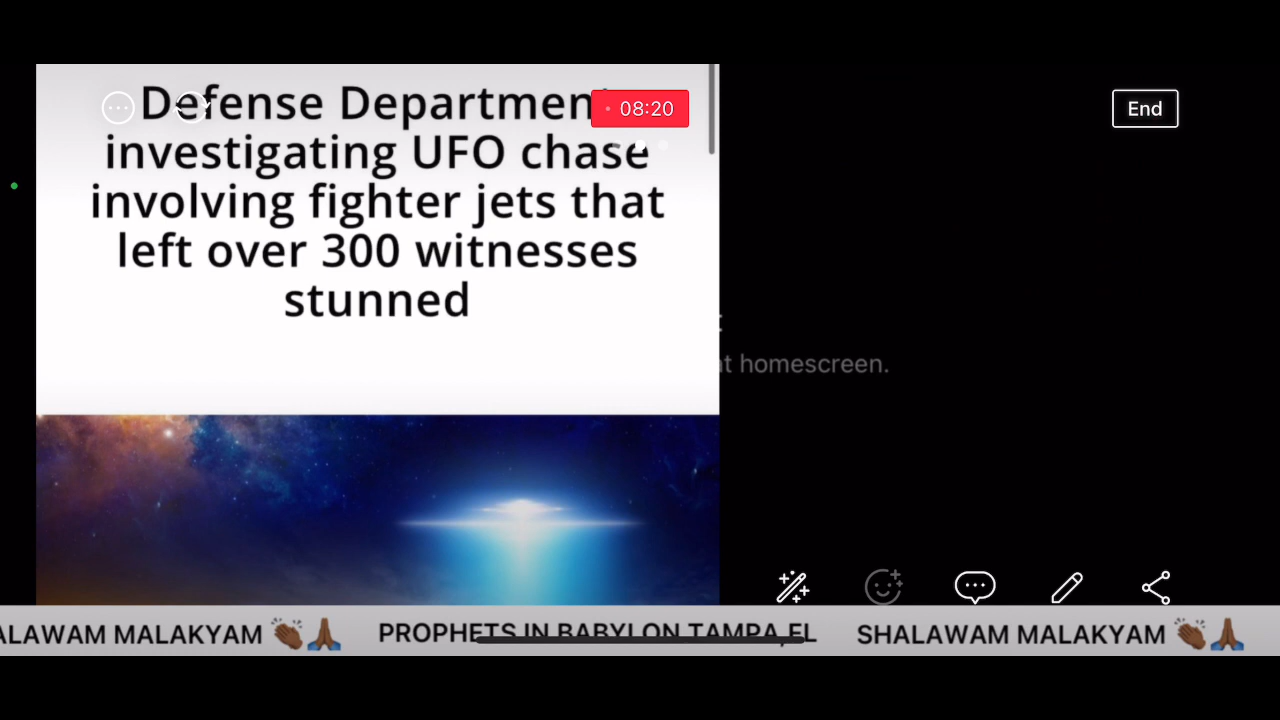 Defense Department
investigating UFO chase
involving fighter jets that
left over 300 witnesses
stunned
08:20
End
homescreen.
MALAKYAM 👏🏾🙏🏾 PROPHETS IN BABYLON TAMPA, FL SHALAWAM MALAKYAM 👏🏾🙏🏾